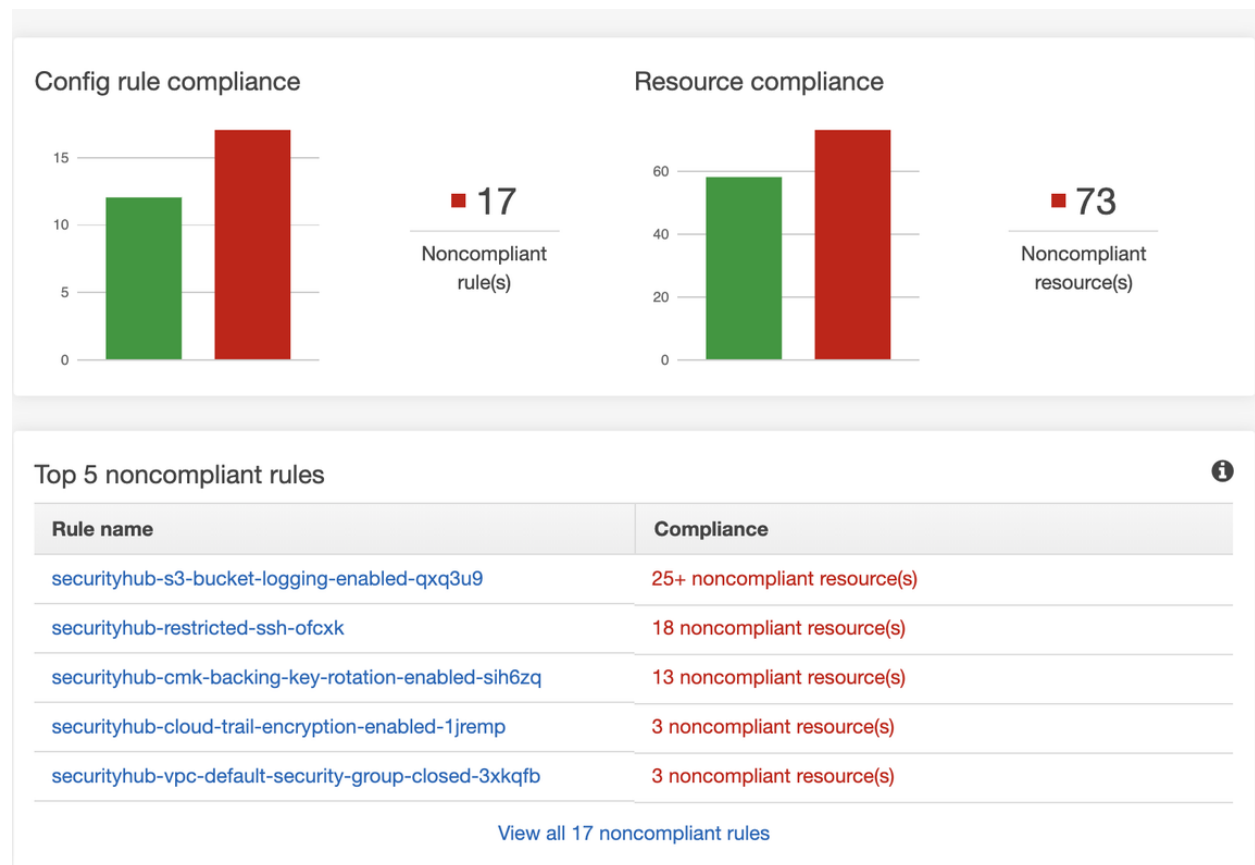 Config rule compliance
15
10
5
0
17
Noncompliant
rule(s)
Resource compliance
60
40
20
0
73
Noncompliant
resource(s)
Top 5 noncompliant rules
Rule name Compliance
securityhub-s3-bucket-logging-enabled-qxq3u9 25+ noncompliant resource(s)
securityhub-restricted-ssh-ofcxk 18 noncompliant resource(s)
securityhub-cmk-backing-key-rotation-enabled-sih6zq 13 noncompliant resource(s)
securityhub-cloud-trail-encryption-enabled-1jremp 3 noncompliant resource(s)
securityhub-vpc-default-security-group-closed-3xkqfb 3 noncompliant resource(s)
View all 17 noncompliant rules